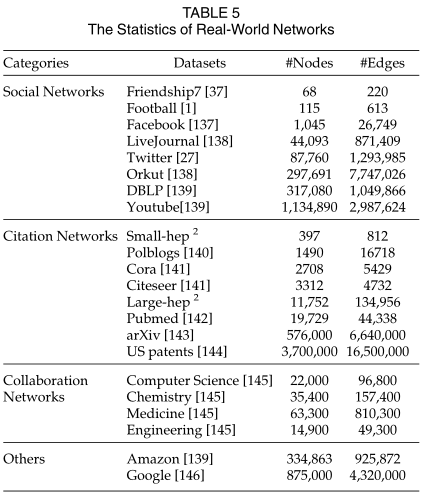 TABLE 5
The Statistics of Real-World Networks
Categories Datasets #Nodes #Edges
Social Networks Friendship7 [37] 68 220
Football [1] 115 613
Facebook [137] 1,045 26,749
LiveJournal [138] 44,093 871,409
Twitter [27] 87,760 1,293,985
Orkut [138] 297,691 7,747,026
DBLP [139] 317,080 1,049,866
Youtube[139] 1,134,890 2,987,624
Citation Networks Small-hep 2 397 812
Polblogs [140] 1490 16718
Cora [141] 2708 5429
Citeseer [141] 3312 4732
Large-hep 2 11,752 134,956
Pubmed [142] 19,729 44,338
arXiv [143] 576,000 6,640,000
US patents [144] 3,700,000 16,500,000
Collaboration Computer Science [145] 22,000 96,800
Networks Chemistry [145] 35,400 157,400
Medicine [145] 63,300 810,300
Engineering [145] 14,900 49,300
Others Amazon [139] 334,863 925,872
Google [146] 875,000 4,320,000